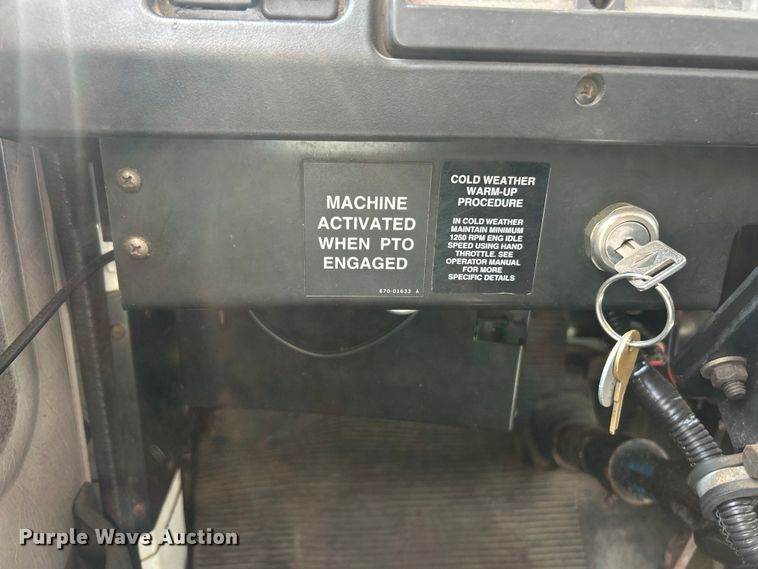 MACHINE
ACTIVATED
WHEN PTO
ENGAGED
670-01633 A
COLD WEATHER
WARM-UP
PROCEDURE
IN COLD WEATHER
MAINTAIN MINIMUM
1250 RPM ENG IDLE
SPEED USING HAND
THROTTLE. SEE
OPERATOR MANUAL
FOR MORE
SPECIFIC DETAILS
Purple Wave Auction